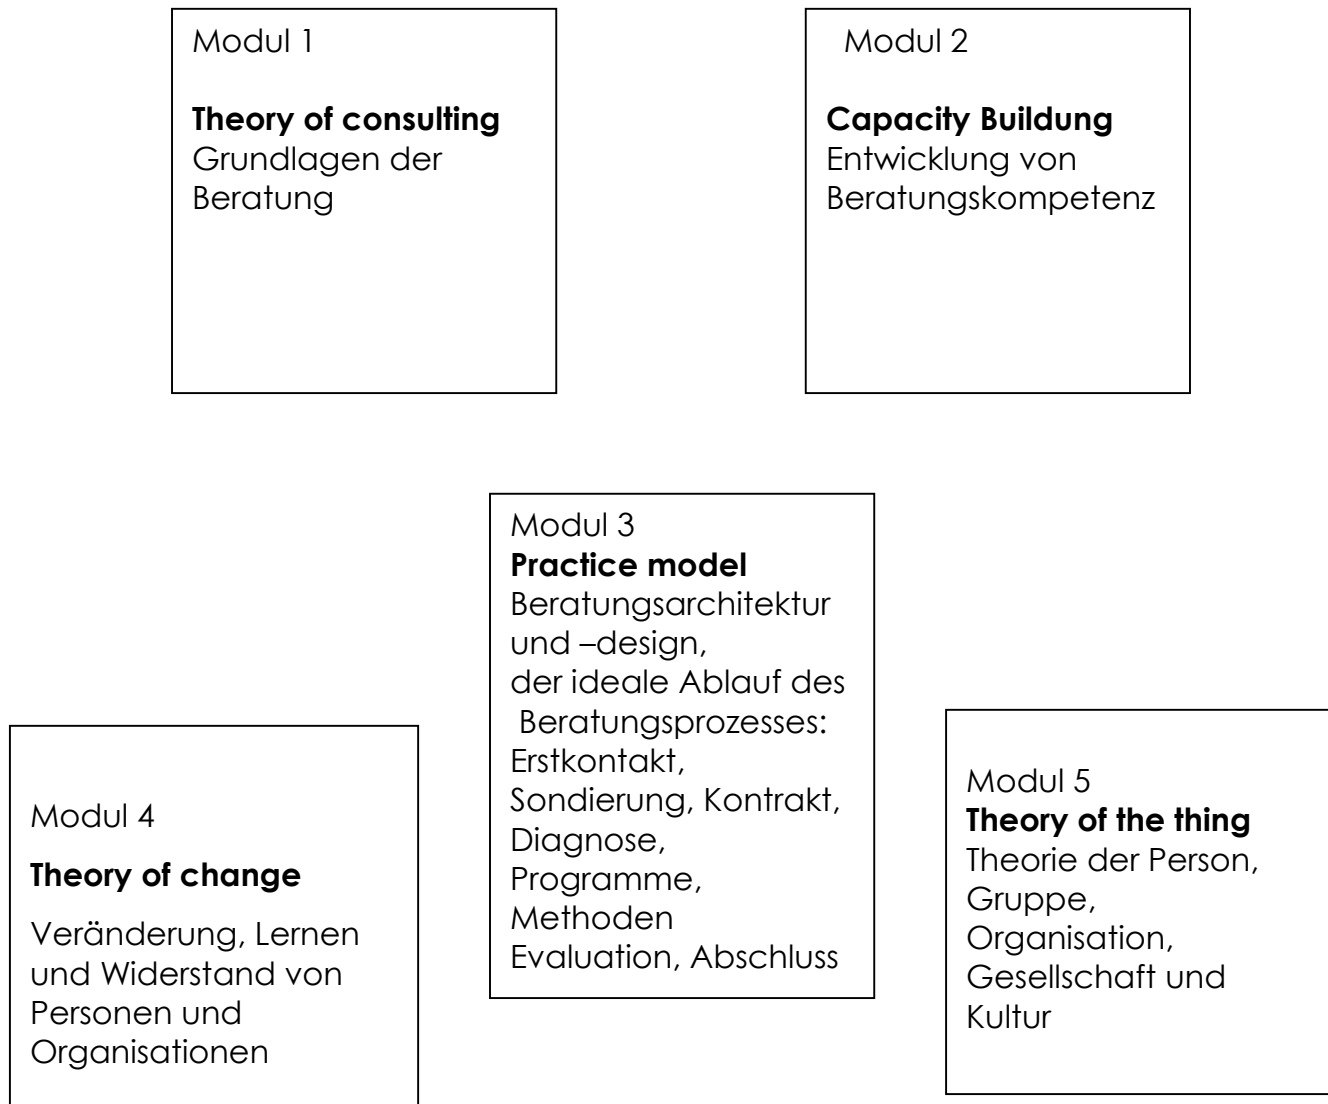 Modul 1
Theory of consulting
Grundlagen der
Beratung
Modul 2
Capacity Buildung
Entwicklung von
Beratungskompetenz
Modul 3
Practice model
Beratungsarchitektur
und –design,
der ideale Ablauf des
Beratungsprozesses:
Erstkontakt,
Sondierung, Kontrakt,
Diagnose,
Programme,
Methoden
Evaluation, Abschluss
Modul 4
Theory of change
Veränderung, Lernen
und Widerstand von
Personen und
Organisationen
Modul 5
Theory of the thing
Theorie der Person,
Gruppe,
Organisation,
Gesellschaft und
Kultur